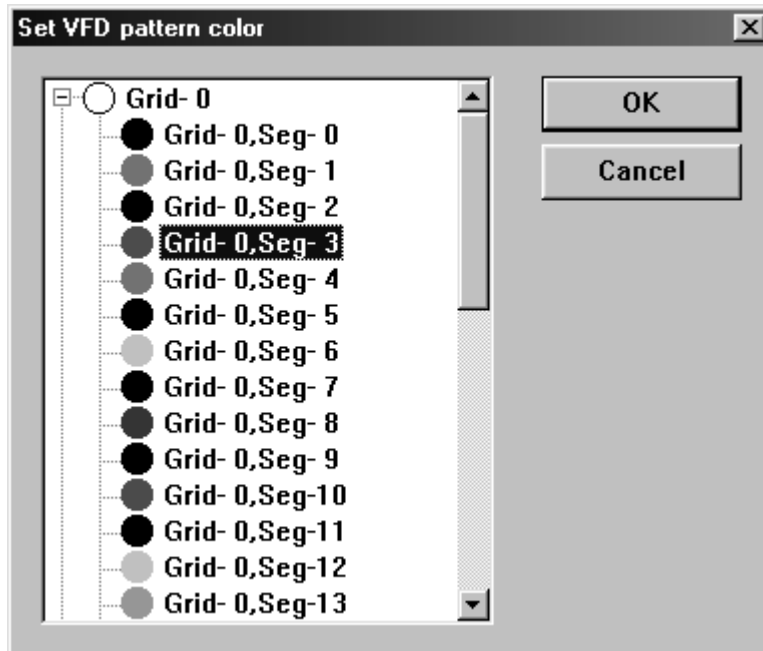 Set VFD pattern color
Grid- 0
Grid- 0,Seg- 0
Grid- 0,Seg- 1
Grid- 0,Seg- 2
Grid- 0,Seg- 3
Grid- 0,Seg- 4
Grid- 0,Seg- 5
Grid- 0,Seg- 6
Grid- 0,Seg- 7
Grid- 0,Seg- 8
Grid- 0,Seg- 9
Grid- 0,Seg-10
Grid- 0,Seg-11
Grid- 0,Seg-12
Grid- 0,Seg-13
OK
Cancel